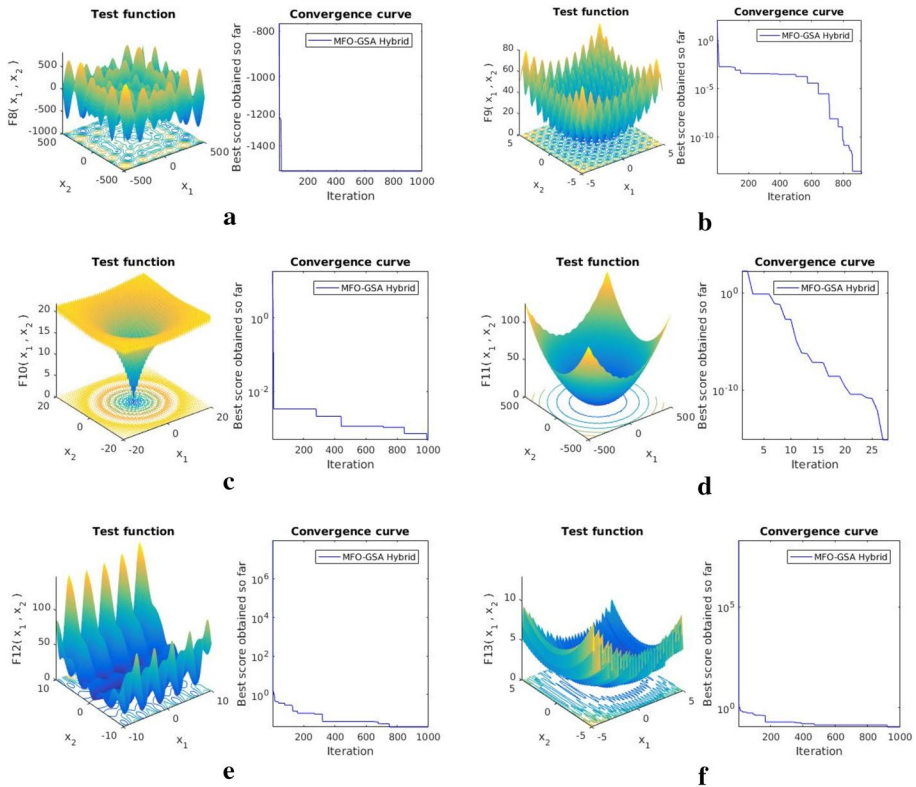 Test function
Convergence curve
F8( x1 , x2 )
500
0
-500
-1000
500
0
-500
x2
-500
0
500
x1
Best score obtained so far
-800
-1000
-1200
-1400
MFO-GSA Hybrid
200 400 600 800 1000
Iteration
a
Test function
Convergence curve
F9( x1 , x2 )
80
60
40
20
0
5
0
-5
x2
-5
0
5
x1
Best score obtained so far
10^0
10^-5
10^-10
MFO-GSA Hybrid
200 400 600 800
Iteration
b
Test function
Convergence curve
F10( x1 , x2 )
20
15
10
5
0
20
0
-20
x2
-20
0
20
x1
Best score obtained so far
10^0
10^-2
MFO-GSA Hybrid
200 400 600 800 1000
Iteration
c
Test function
Convergence curve
F11( x1 , x2 )
100
50
0
500
0
-500
x2
-500
0
500
x1
Best score obtained so far
10^0
10^-10
MFO-GSA Hybrid
5 10 15 20 25
Iteration
d
Test function
Convergence curve
F12( x1 , x2 )
100
50
0
10
0
-10
x2
-10
0
10
x1
Best score obtained so far
10^6
10^4
10^2
10^0
MFO-GSA Hybrid
200 400 600 800 1000
Iteration
e
Test function
Convergence curve
F13( x1 , x2 )
10
5
0
5
0
-5
x2
-5
0
5
x1
Best score obtained so far
10^5
10^0
MFO-GSA Hybrid
200 400 600 800 1000
Iteration
f